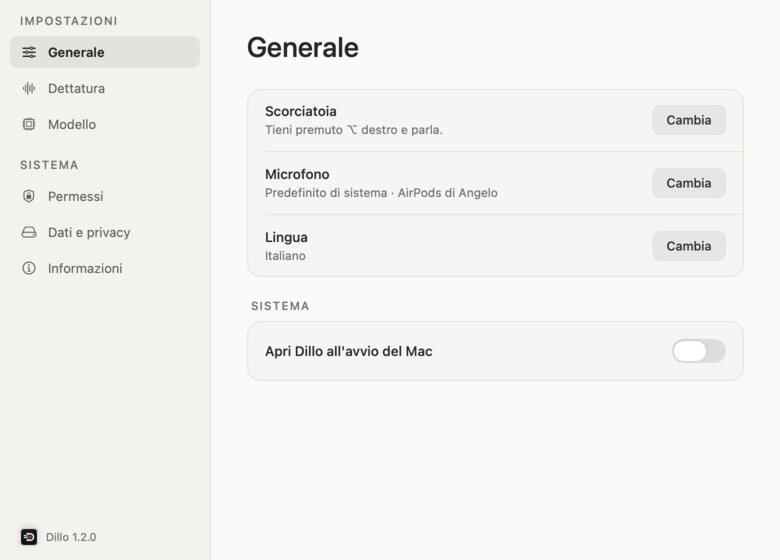 IMPOSTAZIONI
Generale
Dettatura
Modello
SISTEMA
Permessi
Dati e privacy
Informazioni
Dillo 1.2.0
Generale
Scorciatoia
Tieni premuto ⌥ destro e parla.
Cambia
Microfono
Predefinito di sistema · AirPods di Angelo
Cambia
Lingua
Italiano
Cambia
SISTEMA
Apri Dillo all'avvio del Mac